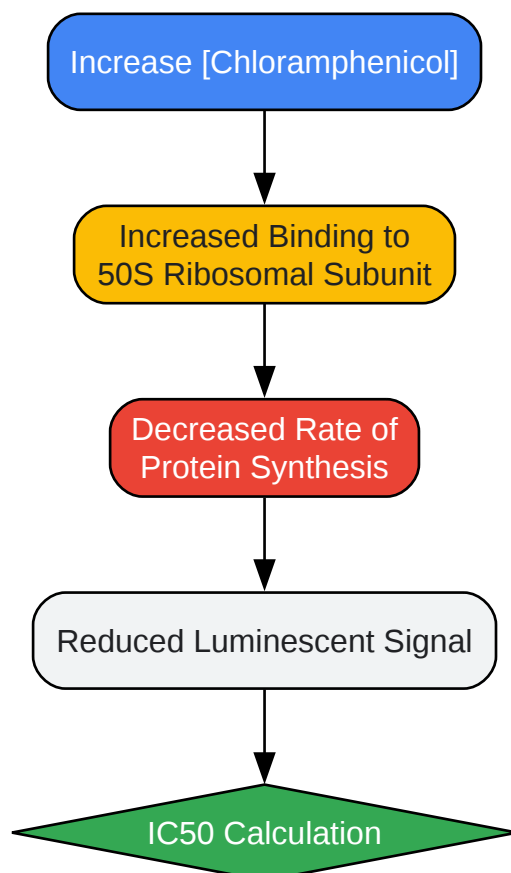 Increase [Chloramphenicol]
Increased Binding to
50S Ribosomal Subunit
Decreased Rate of
Protein Synthesis
Reduced Luminescent Signal
IC50 Calculation